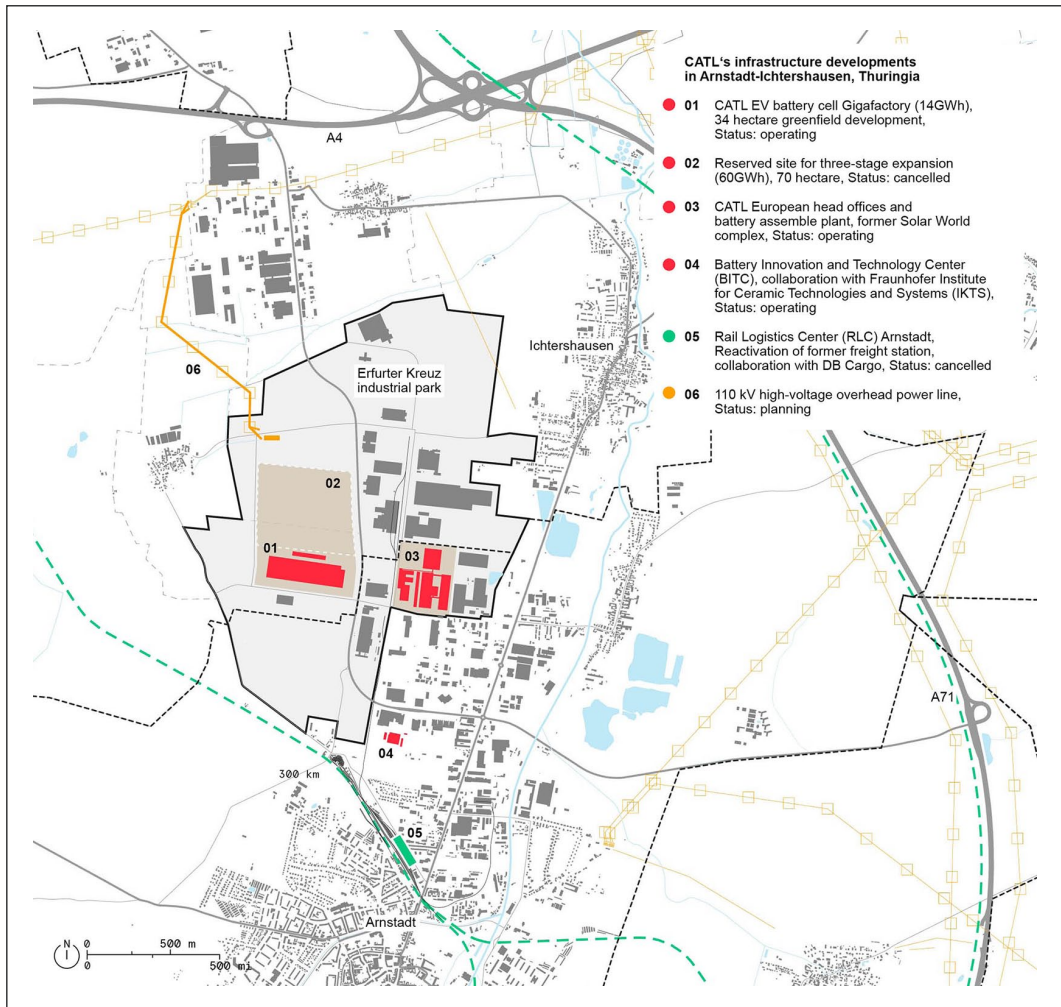 CATL‘s infrastructure developments
in Arnstadt-Ichtershausen, Thuringia
01 CATL EV battery cell Gigafactory (14GWh),
34 hectare greenfield development,
Status: operating
02 Reserved site for three-stage expansion
(60GWh), 70 hectare, Status: cancelled
03 CATL European head offices and
battery assemble plant, former Solar World
complex, Status: operating
04 Battery Innovation and Technology Center
(BITC), collaboration with Fraunhofer Institute
for Ceramic Technologies and Systems (IKTS),
Status: operating
05 Rail Logistics Center (RLC) Arnstadt,
Reactivation of former freight station,
collaboration with DB Cargo, Status: cancelled
06 110 kV high-voltage overhead power line,
Status: planning
A4
Ichtershausen
06
Erfurter Kreuz
industrial park
02
01
03
A71
04
300 km
05
Arnstadt
N 0 500 m
0 500 mi